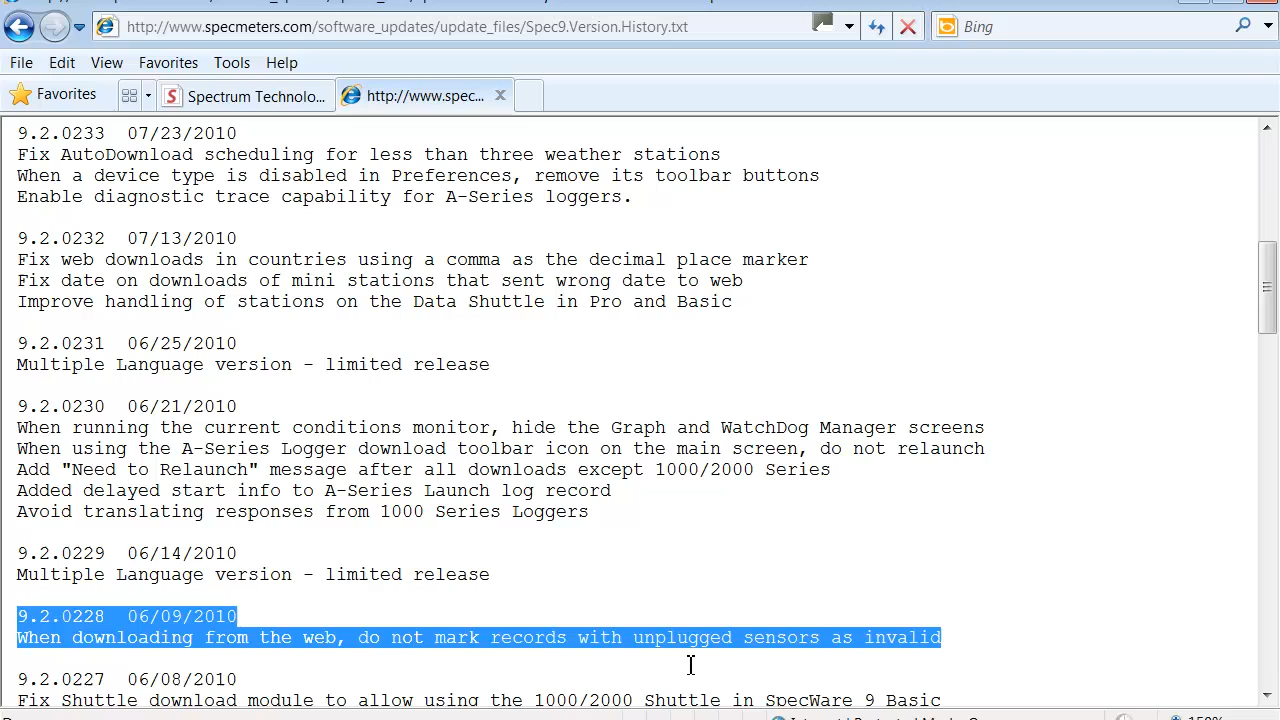 http://www.specmeters.com/software_updates/update_files/Spec9.Version.History.txt
Bing
File Edit View Favorites Tools Help
Favorites
Spectrum Technolo...
http://www.spec...
9.2.0233 07/23/2010
Fix AutoDownload scheduling for less than three weather stations
When a device type is disabled in Preferences, remove its toolbar buttons
Enable diagnostic trace capability for A-Series loggers.
9.2.0232 07/13/2010
Fix web downloads in countries using a comma as the decimal place marker
Fix date on downloads of mini stations that sent wrong date to web
Improve handling of stations on the Data Shuttle in Pro and Basic
9.2.0231 06/25/2010
Multiple Language version - limited release
9.2.0230 06/21/2010
When running the current conditions monitor, hide the Graph and WatchDog Manager screens
When using the A-Series Logger download toolbar icon on the main screen, do not relaunch
Add "Need to Relaunch" message after all downloads except 1000/2000 Series
Added delayed start info to A-Series Launch log record
Avoid translating responses from 1000 Series Loggers
9.2.0229 06/14/2010
Multiple Language version - limited release
9.2.0228 06/09/2010
When downloading from the web, do not mark records with unplugged sensors as invalid
9.2.0227 06/08/2010
Fix Shuttle download module to allow using the 1000/2000 Shuttle in SpecWare 9 Basic